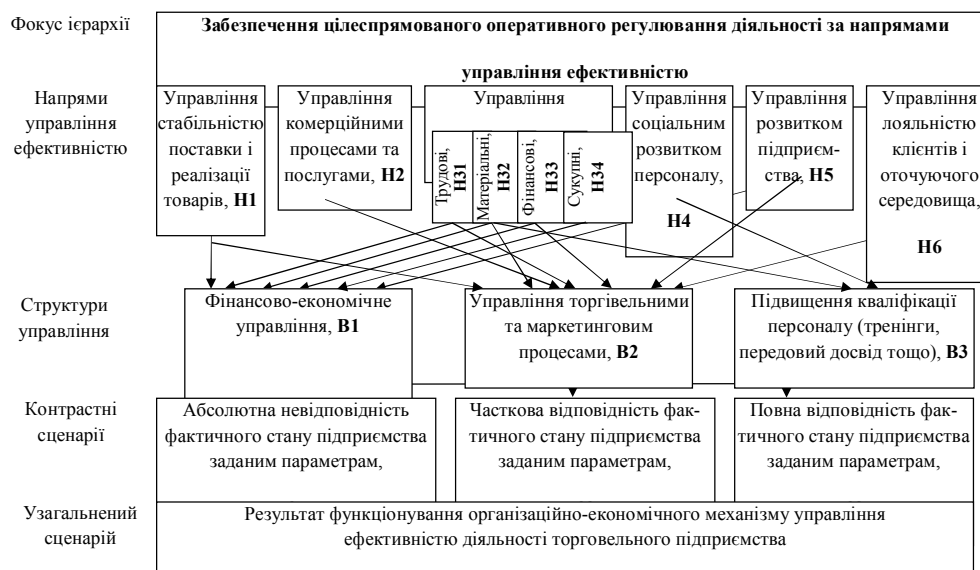 Фокус ієрархії
Забезпечення цілеспрямованого оперативного регулювання діяльності за напрямами
управління ефективністю
Напрями
управління
ефективністю
Управління
стабільністю
поставки і
реалізації
товарів, Н1
Управління
комерційними
процесами та
послугами, Н2
Управління
Трудові,
Н31
Матеріальні,
Н32
Фінансові,
Н33
Сукупні,
Н34
Управління
соціальним
розвитком
персоналу,
Н4
Управління
розвитком
підприєм-
ства, Н5
Управління
лояльністю
клієнтів і
оточуючого
середовища,
Н6
Структури
управління
Фінансово-економічне
управління, В1
Управління торгівельними
та маркетинговим
процесами, В2
Підвищення кваліфікації
персоналу (тренінги,
передовий досвід тощо), В3
Контрастні
сценарії
Абсолютна невідповідність
фактичного стану підприємства
заданим параметрам,
Часткова відповідність фак-
тичного стану підприємства
заданим параметрам,
Повна відповідність фак-
тичного стану підприємства
заданим параметрам,
Узагальнений
сценарій
Результат функціонування організаційно-економічного механізму управління
ефективністю діяльності торговельного підприємства